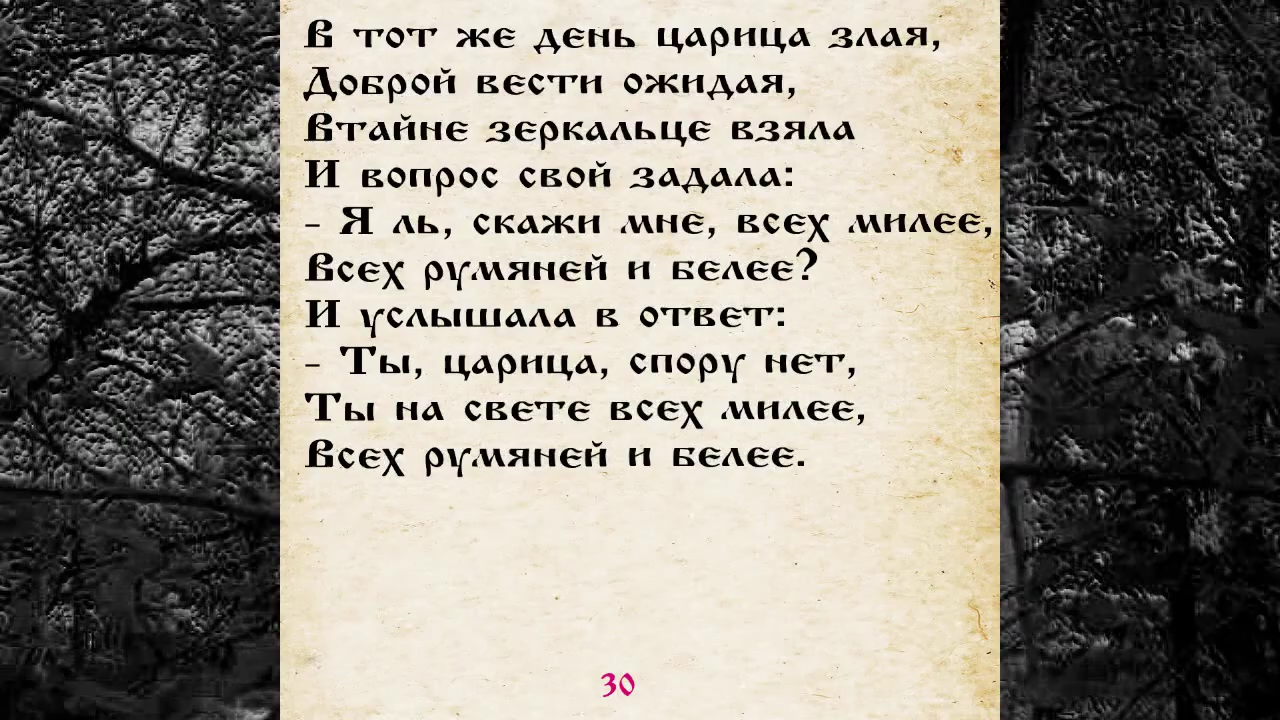 В тот же день царица злая,
Доброй вести ожидая,
Втайне зеркальце взяла
И вопрос свой задала:
- Я ль, скажи мне, всех милее,
Всех румяней и белее?
И услышала в ответ:
- Ты, царица, спору нет,
Ты на свете всех милее,
Всех румяней и белее.
30